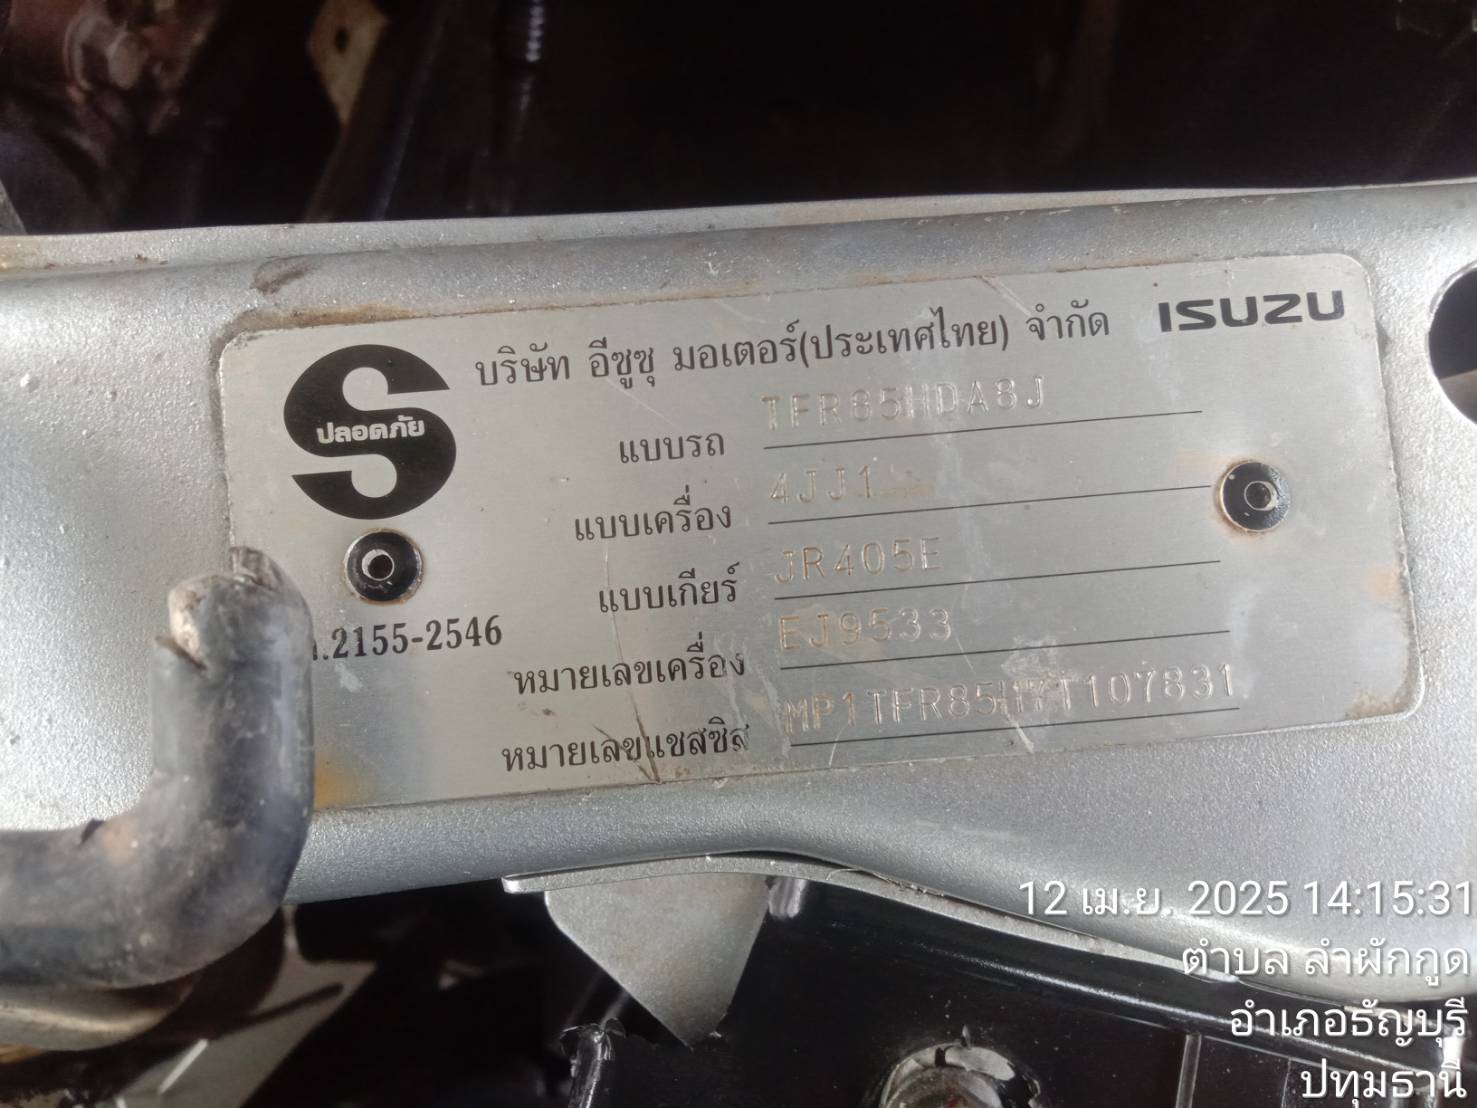 บริษัท อีซูซุ มอเตอร์(ประเทศไทย) จำกัด ISUZU
ปลอดภัย
แบบรถ TFR85HDA8J
แบบเครื่อง 4JJ1
แบบเกียร์ JR405E
หมายเลขเครื่อง EJ9533
.2155-2546
หมายเลขแชสซิส MP1TFR85H7T107831
12 เม.ย. 2025 14:15:31
ตำบล ลำผักกูด
อำเภอธัญบุรี
ปทุมธานี